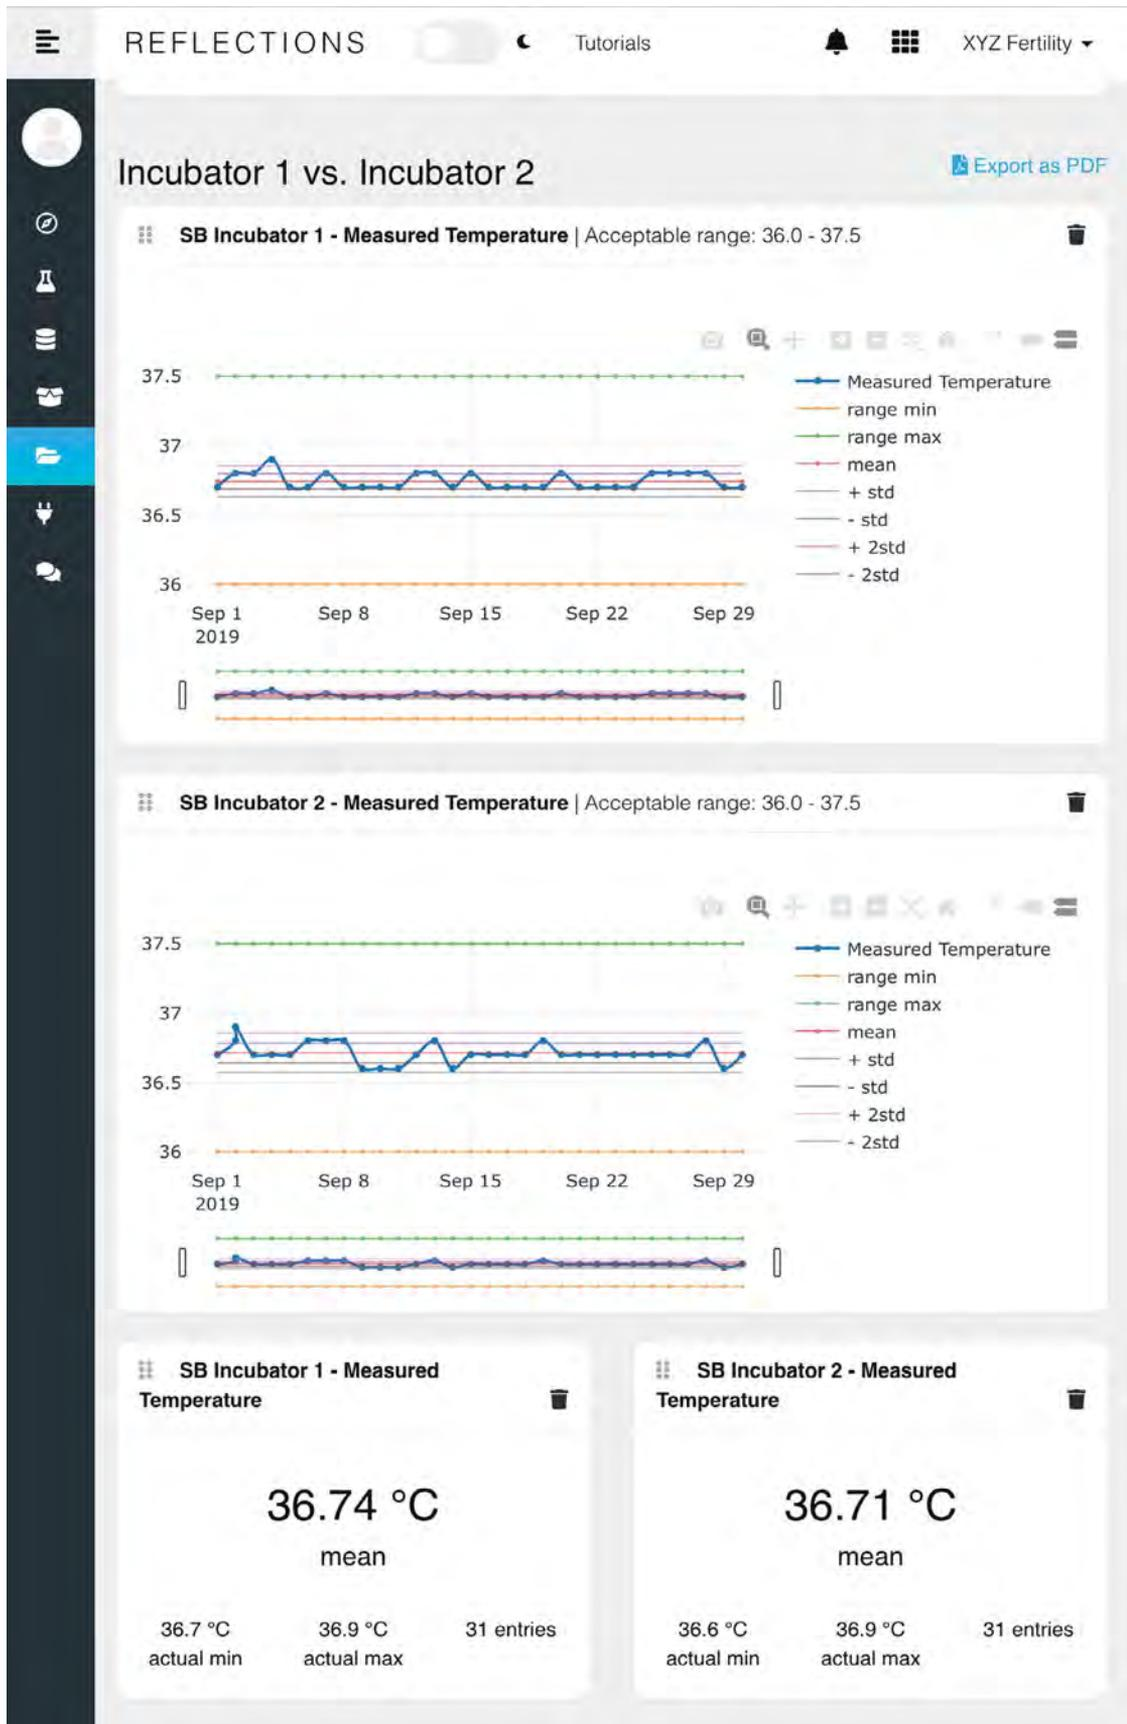 REFLECTIONS Tutorials XYZ Fertility
Incubator 1 vs. Incubator 2
Export as PDF
SB Incubator 1 - Measured Temperature | Acceptable range: 36.0 - 37.5
37.5
37
36.5
36
Sep 1 Sep 8 Sep 15 Sep 22 Sep 29
2019
Measured Temperature
range min
range max
mean
+ std
- std
+ 2std
- 2std
SB Incubator 2 - Measured Temperature | Acceptable range: 36.0 - 37.5
37.5
37
36.5
36
Sep 1 Sep 8 Sep 15 Sep 22 Sep 29
2019
Measured Temperature
range min
range max
mean
+ std
- std
+ 2std
- 2std
SB Incubator 1 - Measured
Temperature
36.74 °C
mean
36.7 °C 36.9 °C 31 entries
actual min actual max
SB Incubator 2 - Measured
Temperature
36.71 °C
mean
36.6 °C 36.9 °C 31 entries
actual min actual max